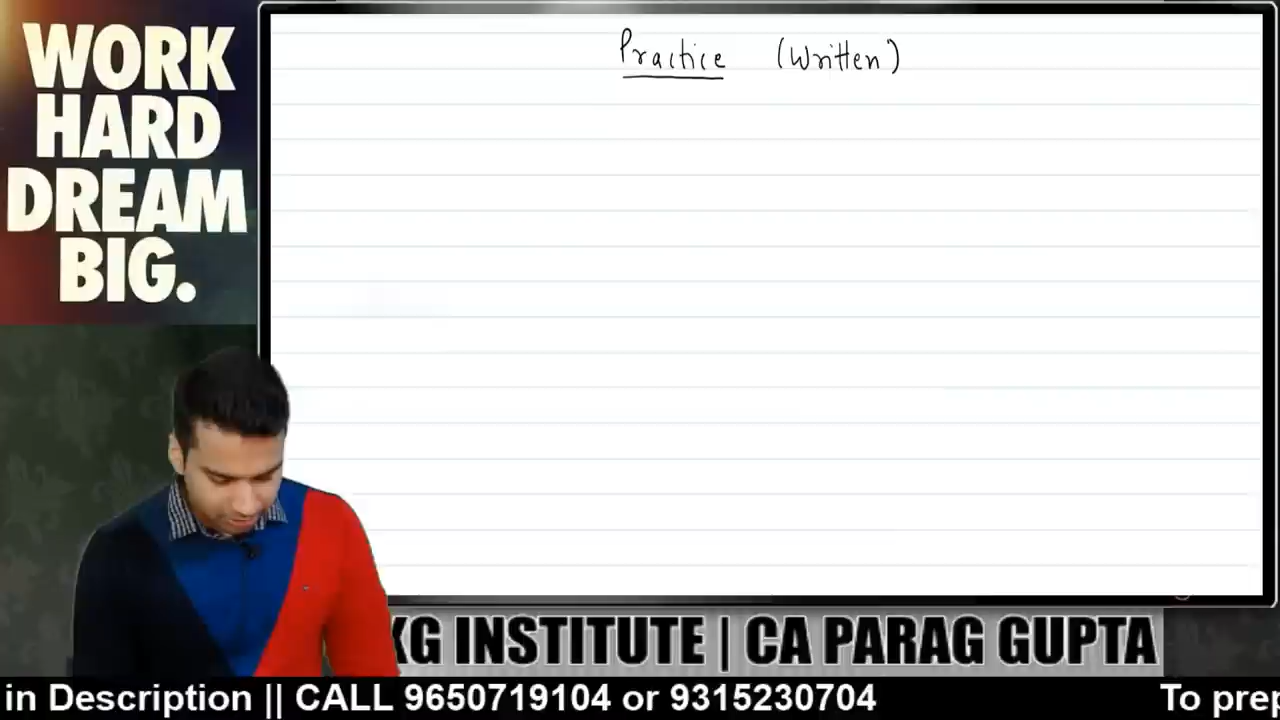 WORK
HARD
DREAM
BIG.
Practice (Written)
KG INSTITUTE | CA PARAG GUPTA
in Description || CALL 9650719104 or 9315230704 To prep